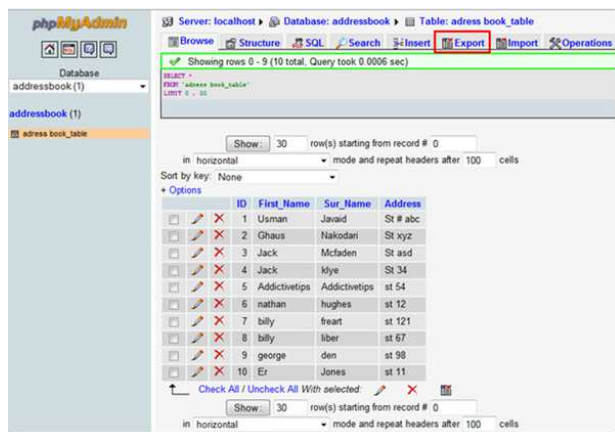 phpMyAdmin
Database
addressbook (1)
addressbook (1)
adress book_table
Server: localhost Database: addressbook Table: adress book_table
Browse Structure SQL Search Insert Export Import Operations
Showing rows 0 - 9 (10 total, Query took 0.0006 sec)
SELECT *
FROM `adress book_table`
LIMIT 0 , 30
Show : 30 row(s) starting from record # 0
in horizontal mode and repeat headers after 100 cells
Sort by key: None
+ Options
ID First_Name Sur_Name Address
1 Usman Javaid St # abc
2 Ghaus Nakodari St xyz
3 Jack Mcfaden St asd
4 Jack klye St 34
5 Addictivetips Addictivetips st 54
6 nathan hughes st 12
7 billy freart st 121
8 billy liber st 67
9 george den st 98
10 Er Jones st 11
Check All / Uncheck All With selected:
Show : 30 row(s) starting from record # 0
in horizontal mode and repeat headers after 100 cells